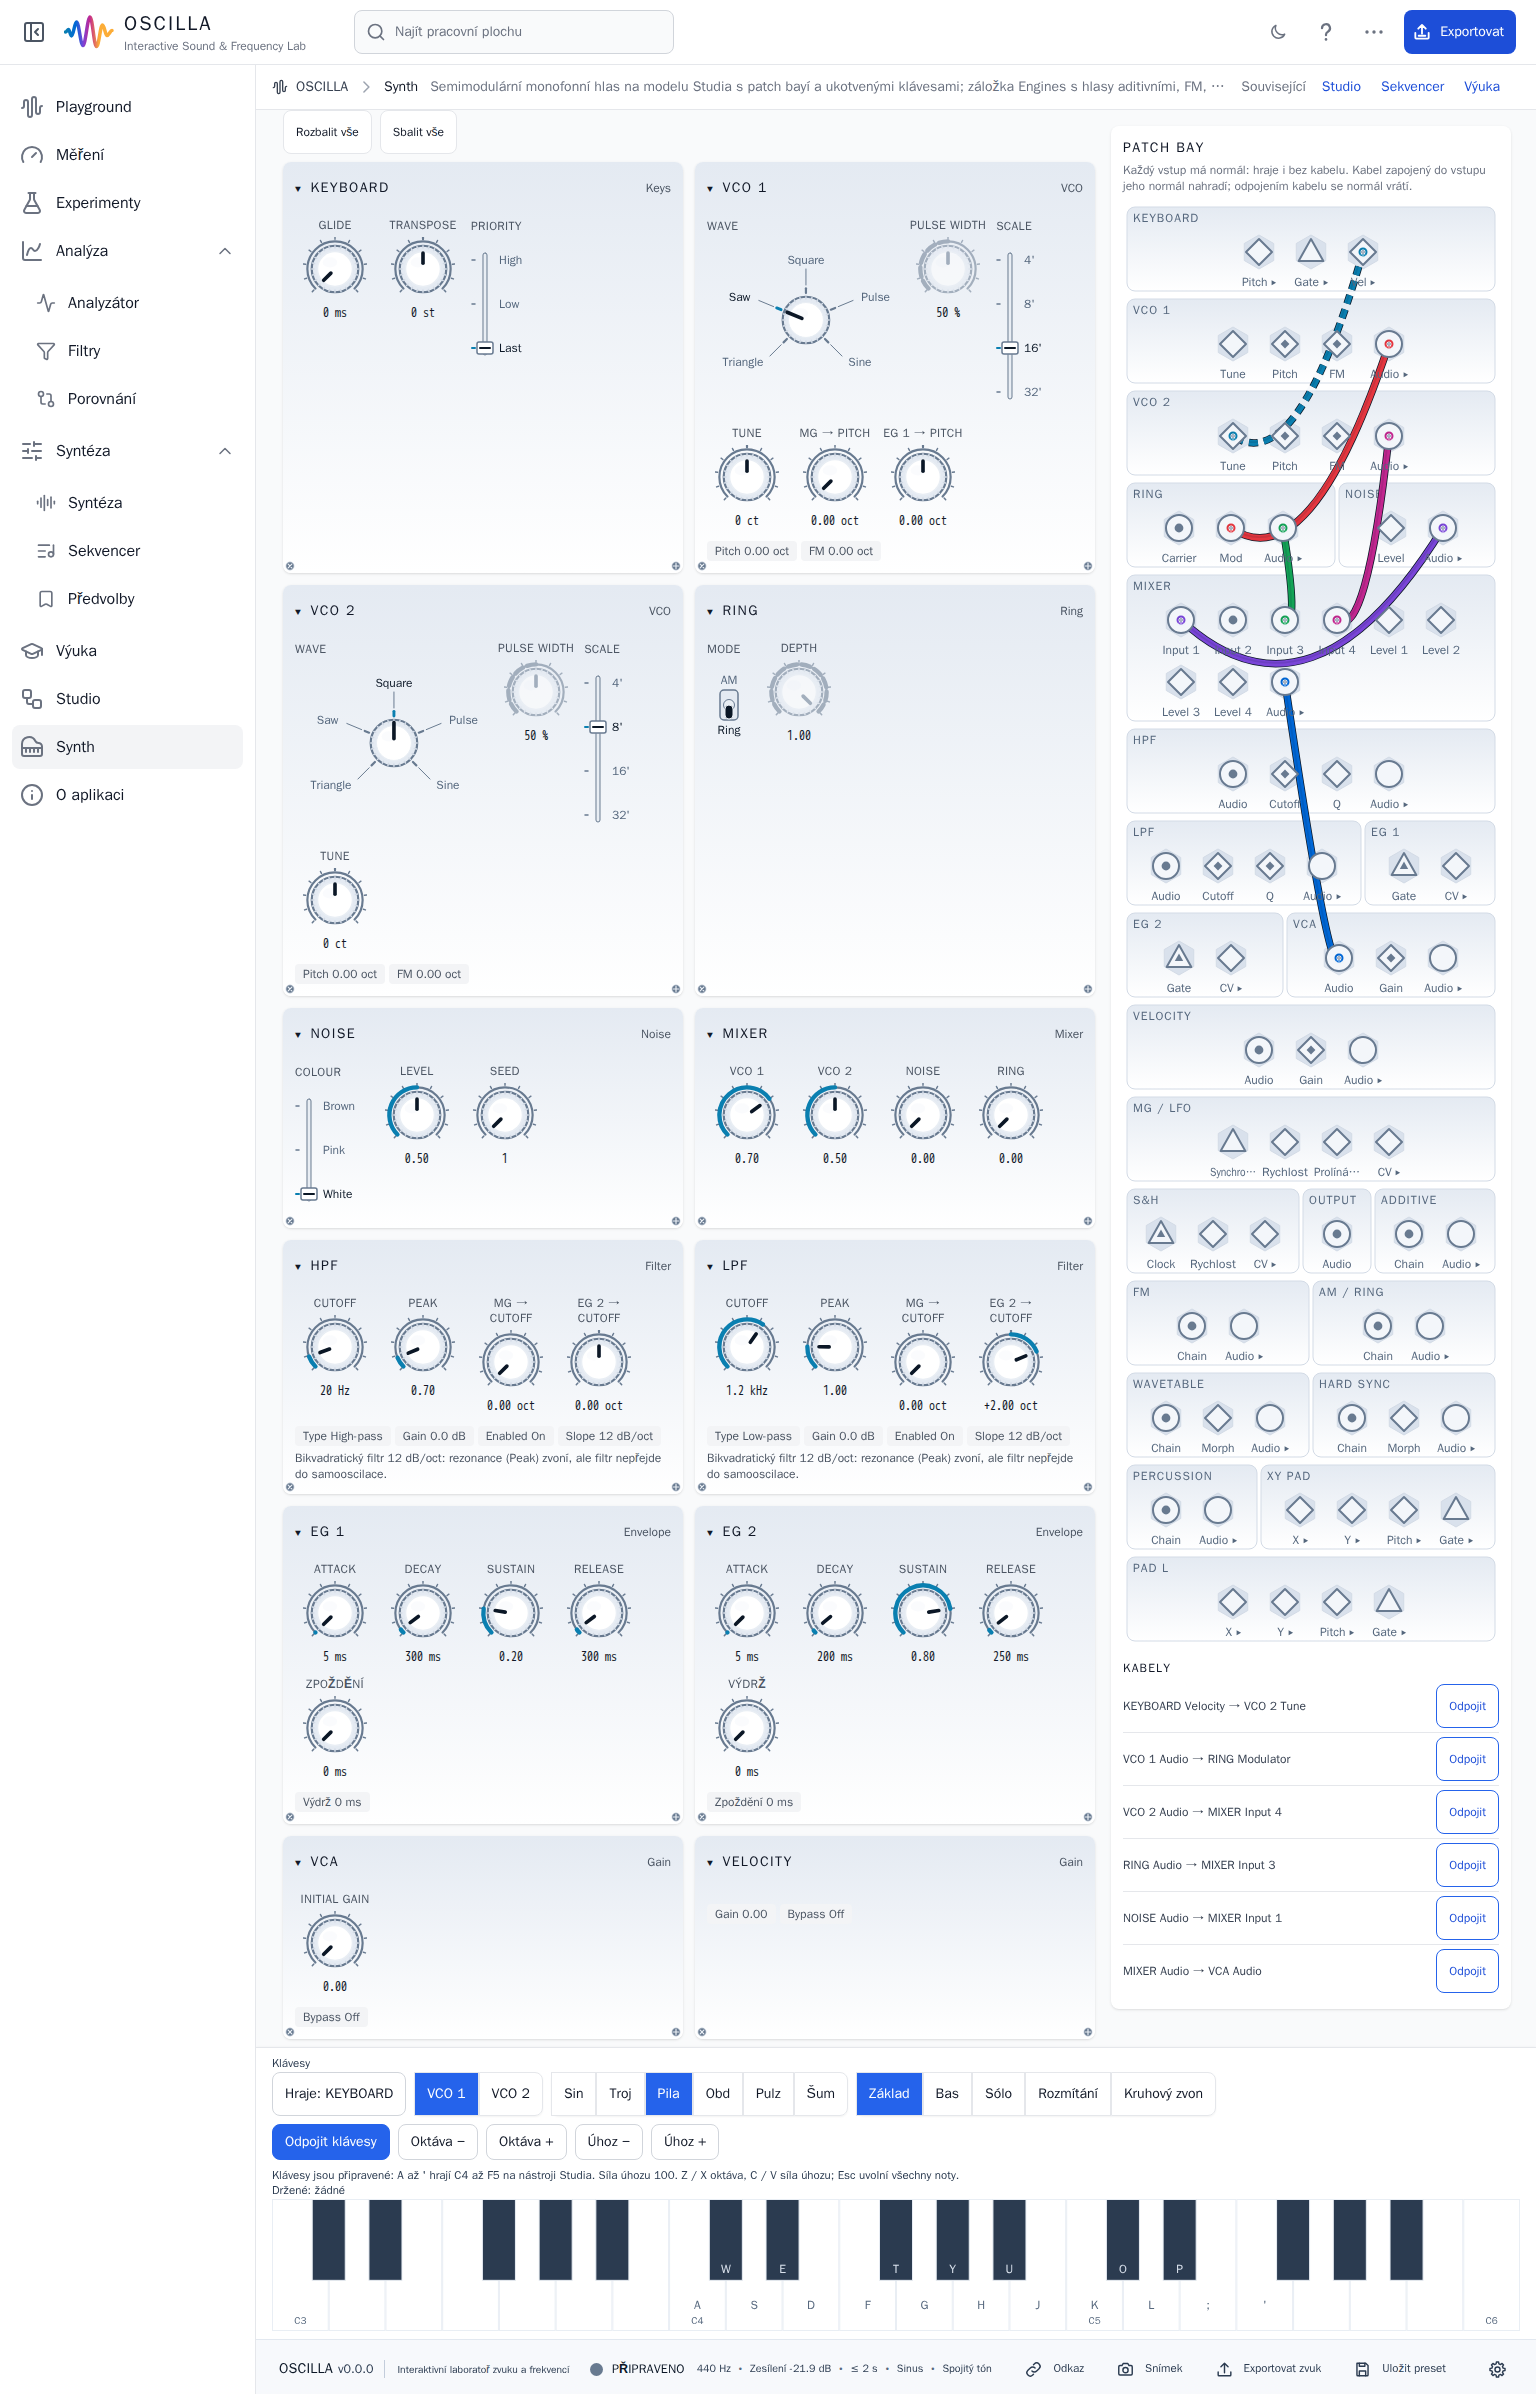 OSCILLA
Interactive Sound & Frequency Lab
Najít pracovní plochu
Exportovat
Playground
Měření
Experimenty
Analýza
Analyzátor
Filtry
Porovnání
Syntéza
Syntéza
Sekvencer
Předvolby
Výuka
Studio
Synth
O aplikaci
OSCILLA Synth Semimodulární monofonní hlas na modelu Studia s patch bayí a ukotvenými klávesami; záložka Engines s hlasy aditivními, FM, ··· Související Studio Sekvencer Výuka
Rozbalit vše Sbalit vše
KEYBOARD Keys
GLIDE TRANSPOSE PRIORITY
High
Low
Last
0 ms 0 st
VCO 1 VCO
WAVE PULSE WIDTH SCALE
Square
Saw Pulse
Triangle Sine
50 %
4'
8'
16'
32'
TUNE MG → PITCH EG 1 → PITCH
0 ct 0.00 oct 0.00 oct
Pitch 0.00 oct FM 0.00 oct
VCO 2 VCO
WAVE PULSE WIDTH SCALE
Square
Saw Pulse
Triangle Sine
50 %
4'
8'
16'
32'
TUNE
0 ct
Pitch 0.00 oct FM 0.00 oct
RING Ring
MODE DEPTH
AM
Ring
1.00
NOISE Noise
COLOUR LEVEL SEED
Brown
Pink
White
0.50 1
MIXER Mixer
VCO 1 VCO 2 NOISE RING
0.70 0.50 0.00 0.00
HPF Filter
CUTOFF PEAK MG → CUTOFF EG 2 → CUTOFF
20 Hz 0.70 0.00 oct 0.00 oct
Type High-pass Gain 0.0 dB Enabled On Slope 12 dB/oct
Bikvadratický filtr 12 dB/oct: rezonance (Peak) zvoní, ale filtr nepřejde
do samooscilace.
LPF Filter
CUTOFF PEAK MG → CUTOFF EG 2 → CUTOFF
1.2 kHz 1.00 0.00 oct +2.00 oct
Type Low-pass Gain 0.0 dB Enabled On Slope 12 dB/oct
Bikvadratický filtr 12 dB/oct: rezonance (Peak) zvoní, ale filtr nepřejde
do samooscilace.
EG 1 Envelope
ATTACK DECAY SUSTAIN RELEASE
5 ms 300 ms 0.20 300 ms
ZPOŽDĚNÍ
0 ms
Výdrž 0 ms
EG 2 Envelope
ATTACK DECAY SUSTAIN RELEASE
5 ms 200 ms 0.80 250 ms
VÝDRŽ
0 ms
Zpoždění 0 ms
VCA Gain
INITIAL GAIN
0.00
Bypass Off
VELOCITY Gain
Gain 0.00 Bypass Off
PATCH BAY
Každý vstup má normál: hraje i bez kabelu. Kabel zapojený do vstupu
jeho normál nahradí; odpojením kabelu se normál vrátí.
KEYBOARD
Pitch ▸ Gate ▸ Vel ▸
VCO 1
Tune Pitch FM Audio ▸
VCO 2
Tune Pitch FM Audio ▸
RING NOISE
Carrier Mod Audio ▸ Level Audio ▸
MIXER
Input 1 Input 2 Input 3 Input 4 Level 1 Level 2
Level 3 Level 4 Audio ▸
HPF
Audio Cutoff Q Audio ▸
LPF EG 1
Audio Cutoff Q Audio ▸ Gate CV ▸
EG 2 VCA
Gate CV ▸ Audio Gain Audio ▸
VELOCITY
Audio Gain Audio ▸
MG / LFO
Synchro··· Rychlost Prolíná··· CV ▸
S&H OUTPUT ADDITIVE
Clock Rychlost CV ▸ Audio Chain Audio ▸
FM AM / RING
Chain Audio ▸ Chain Audio ▸
WAVETABLE HARD SYNC
Chain Morph Audio ▸ Chain Morph Audio ▸
PERCUSSION XY PAD
Chain Audio ▸ X ▸ Y ▸ Pitch ▸ Gate ▸
PAD L
X ▸ Y ▸ Pitch ▸ Gate ▸
KABELY
KEYBOARD Velocity → VCO 2 Tune Odpojit
VCO 1 Audio → RING Modulator Odpojit
VCO 2 Audio → MIXER Input 4 Odpojit
RING Audio → MIXER Input 3 Odpojit
NOISE Audio → MIXER Input 1 Odpojit
MIXER Audio → VCA Audio Odpojit
Klávesy
Hraje: KEYBOARD VCO 1 VCO 2 Sin Troj Pila Obd Pulz Šum Základ Bas Sólo Rozmítání Kruhový zvon
Odpojit klávesy Oktáva − Oktáva + Úhoz − Úhoz +
Klávesy jsou připravené: A až ' hrají C4 až F5 na nástroji Studia. Síla úhozu 100. Z / X oktáva, C / V síla úhozu; Esc uvolní všechny noty.
Držené: žádné
W E T Y U O P
A S D F G H J K L ; '
C3 C4 C5 C6
OSCILLA v0.0.0 Interaktivní laboratoř zvuku a frekvencí PŘIPRAVENO 440 Hz • Zesílení -21.9 dB • ≤ 2 s • Sinus • Spojitý tón Odkaz Snímek Exportovat zvuk Uložit preset